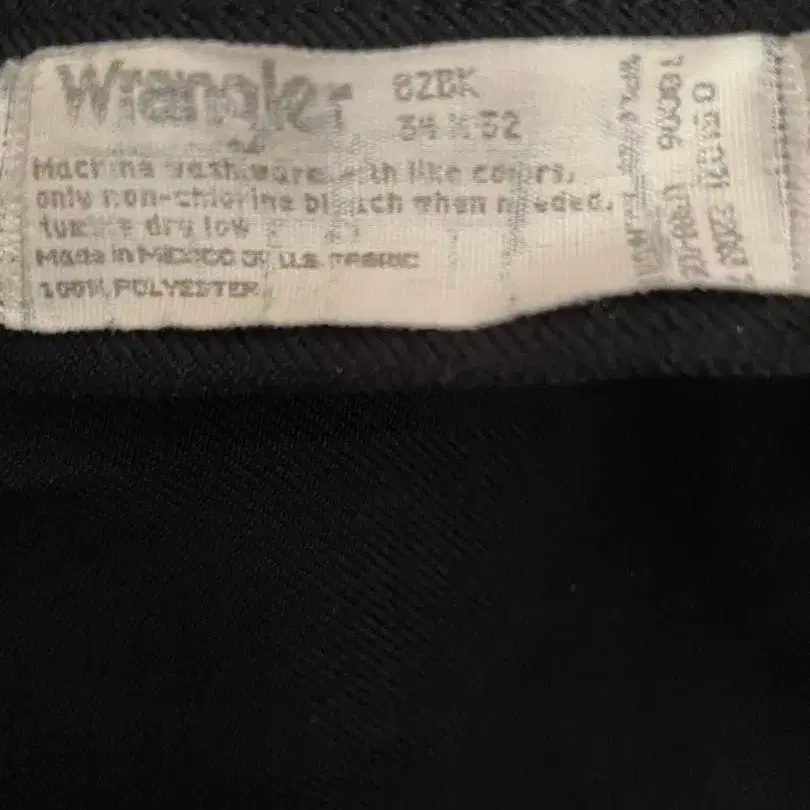 Wrangler
82BK
34 X 32
Machine wash warm with like colors,
only non-chlorine bleach when needed.
tumble dry low
Made in MEXICO OF U.S. FABRIC
100% POLYESTER